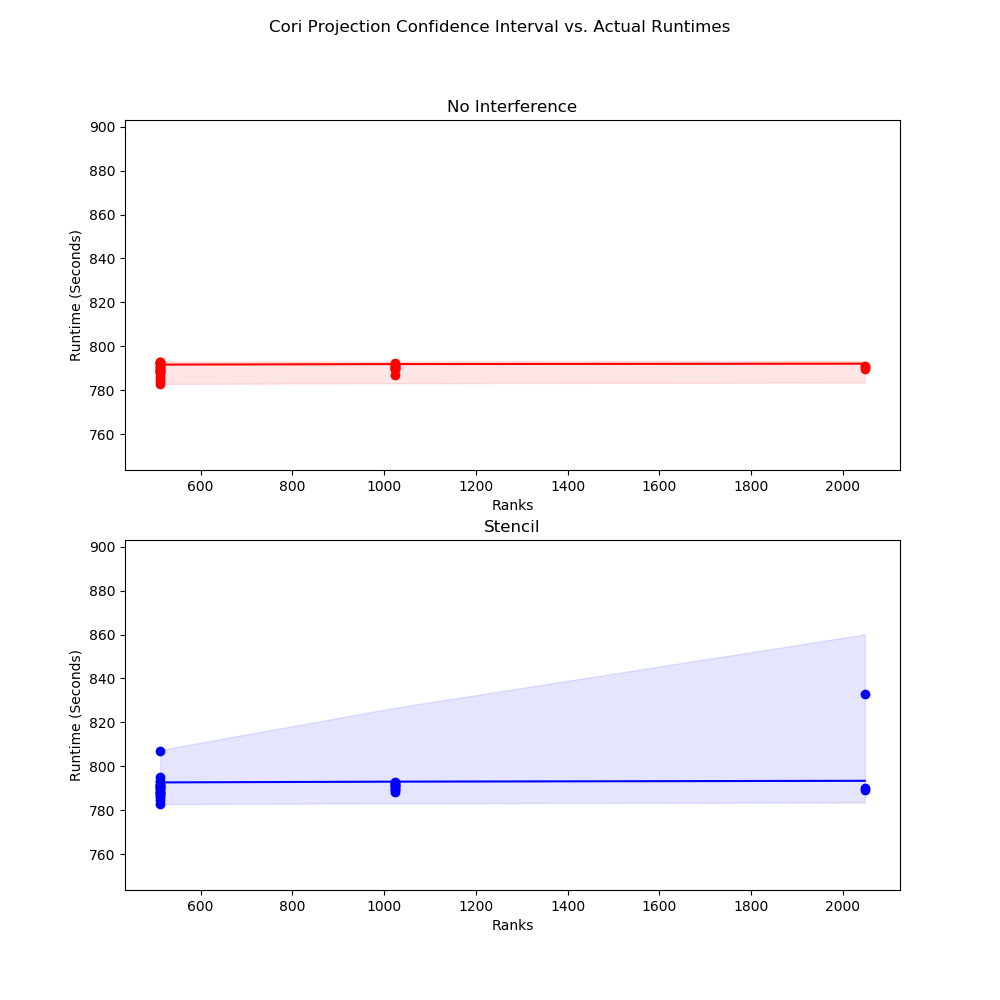 Cori Projection Confidence Interval vs. Actual Runtimes
No Interference
900
880
860
840
820
800
780
760
Runtime (Seconds)
600 800 1000 1200 1400 1600 1800 2000
Ranks
Stencil
900
880
860
840
820
800
780
760
Runtime (Seconds)
600 800 1000 1200 1400 1600 1800 2000
Ranks